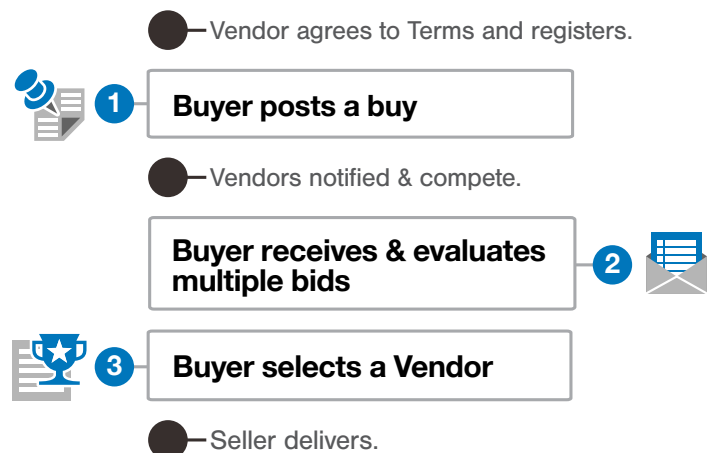 Vendor agrees to Terms and registers.
1
Buyer posts a buy
Vendors notified & compete.
Buyer receives & evaluates
multiple bids
2
3
Buyer selects a Vendor
Seller delivers.